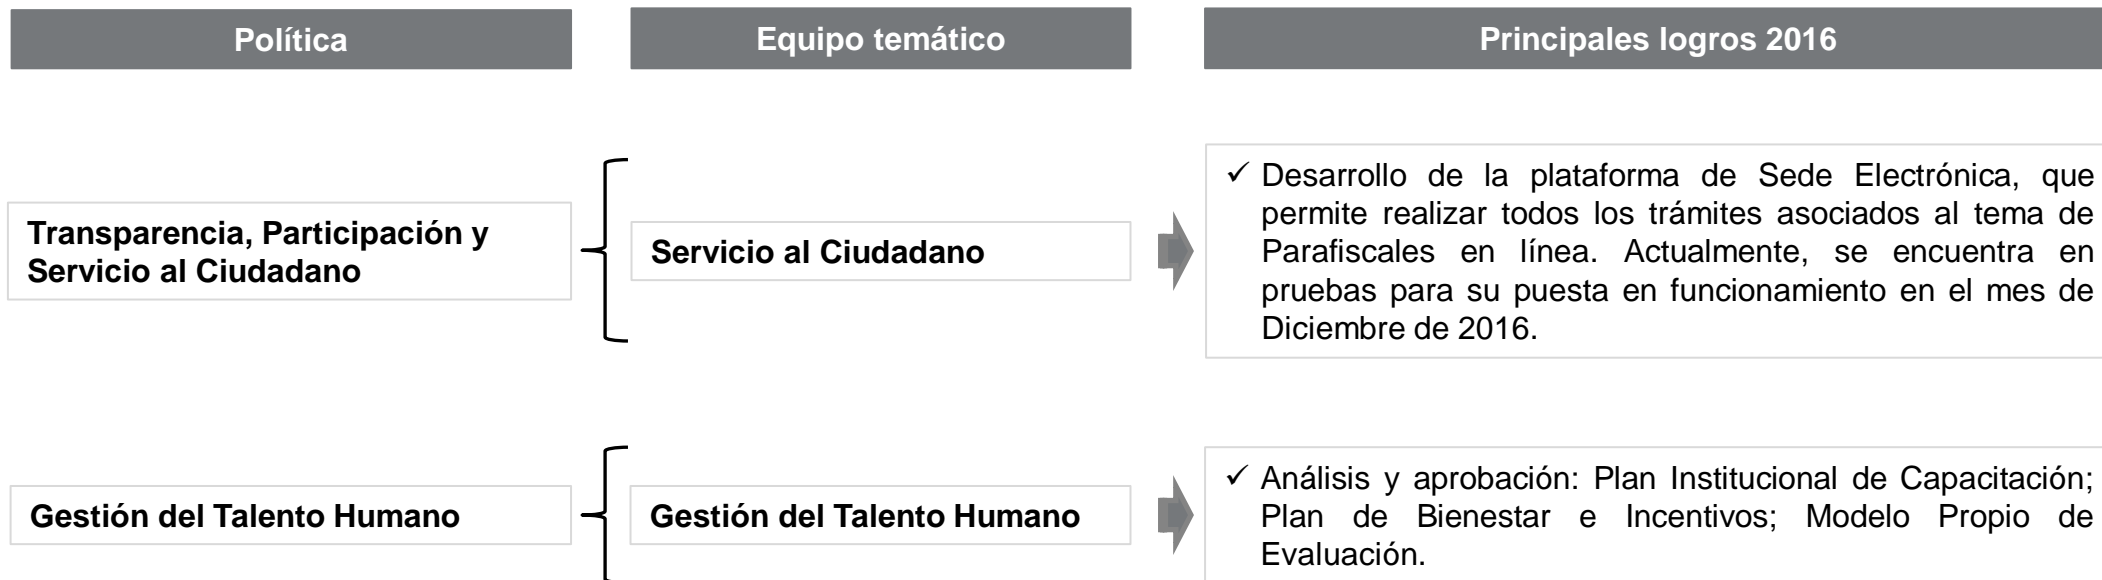 Política
Equipo temático
Principales logros 2016
Transparencia, Participación y
Servicio al Ciudadano
Servicio al Ciudadano
✓ Desarrollo de la plataforma de Sede Electrónica, que
permite realizar todos los trámites asociados al tema de
Parafiscales en línea. Actualmente, se encuentra en
pruebas para su puesta en funcionamiento en el mes de
Diciembre de 2016.
Gestión del Talento Humano
Gestión del Talento Humano
✓ Análisis y aprobación: Plan Institucional de Capacitación;
Plan de Bienestar e Incentivos; Modelo Propio de
Evaluación.